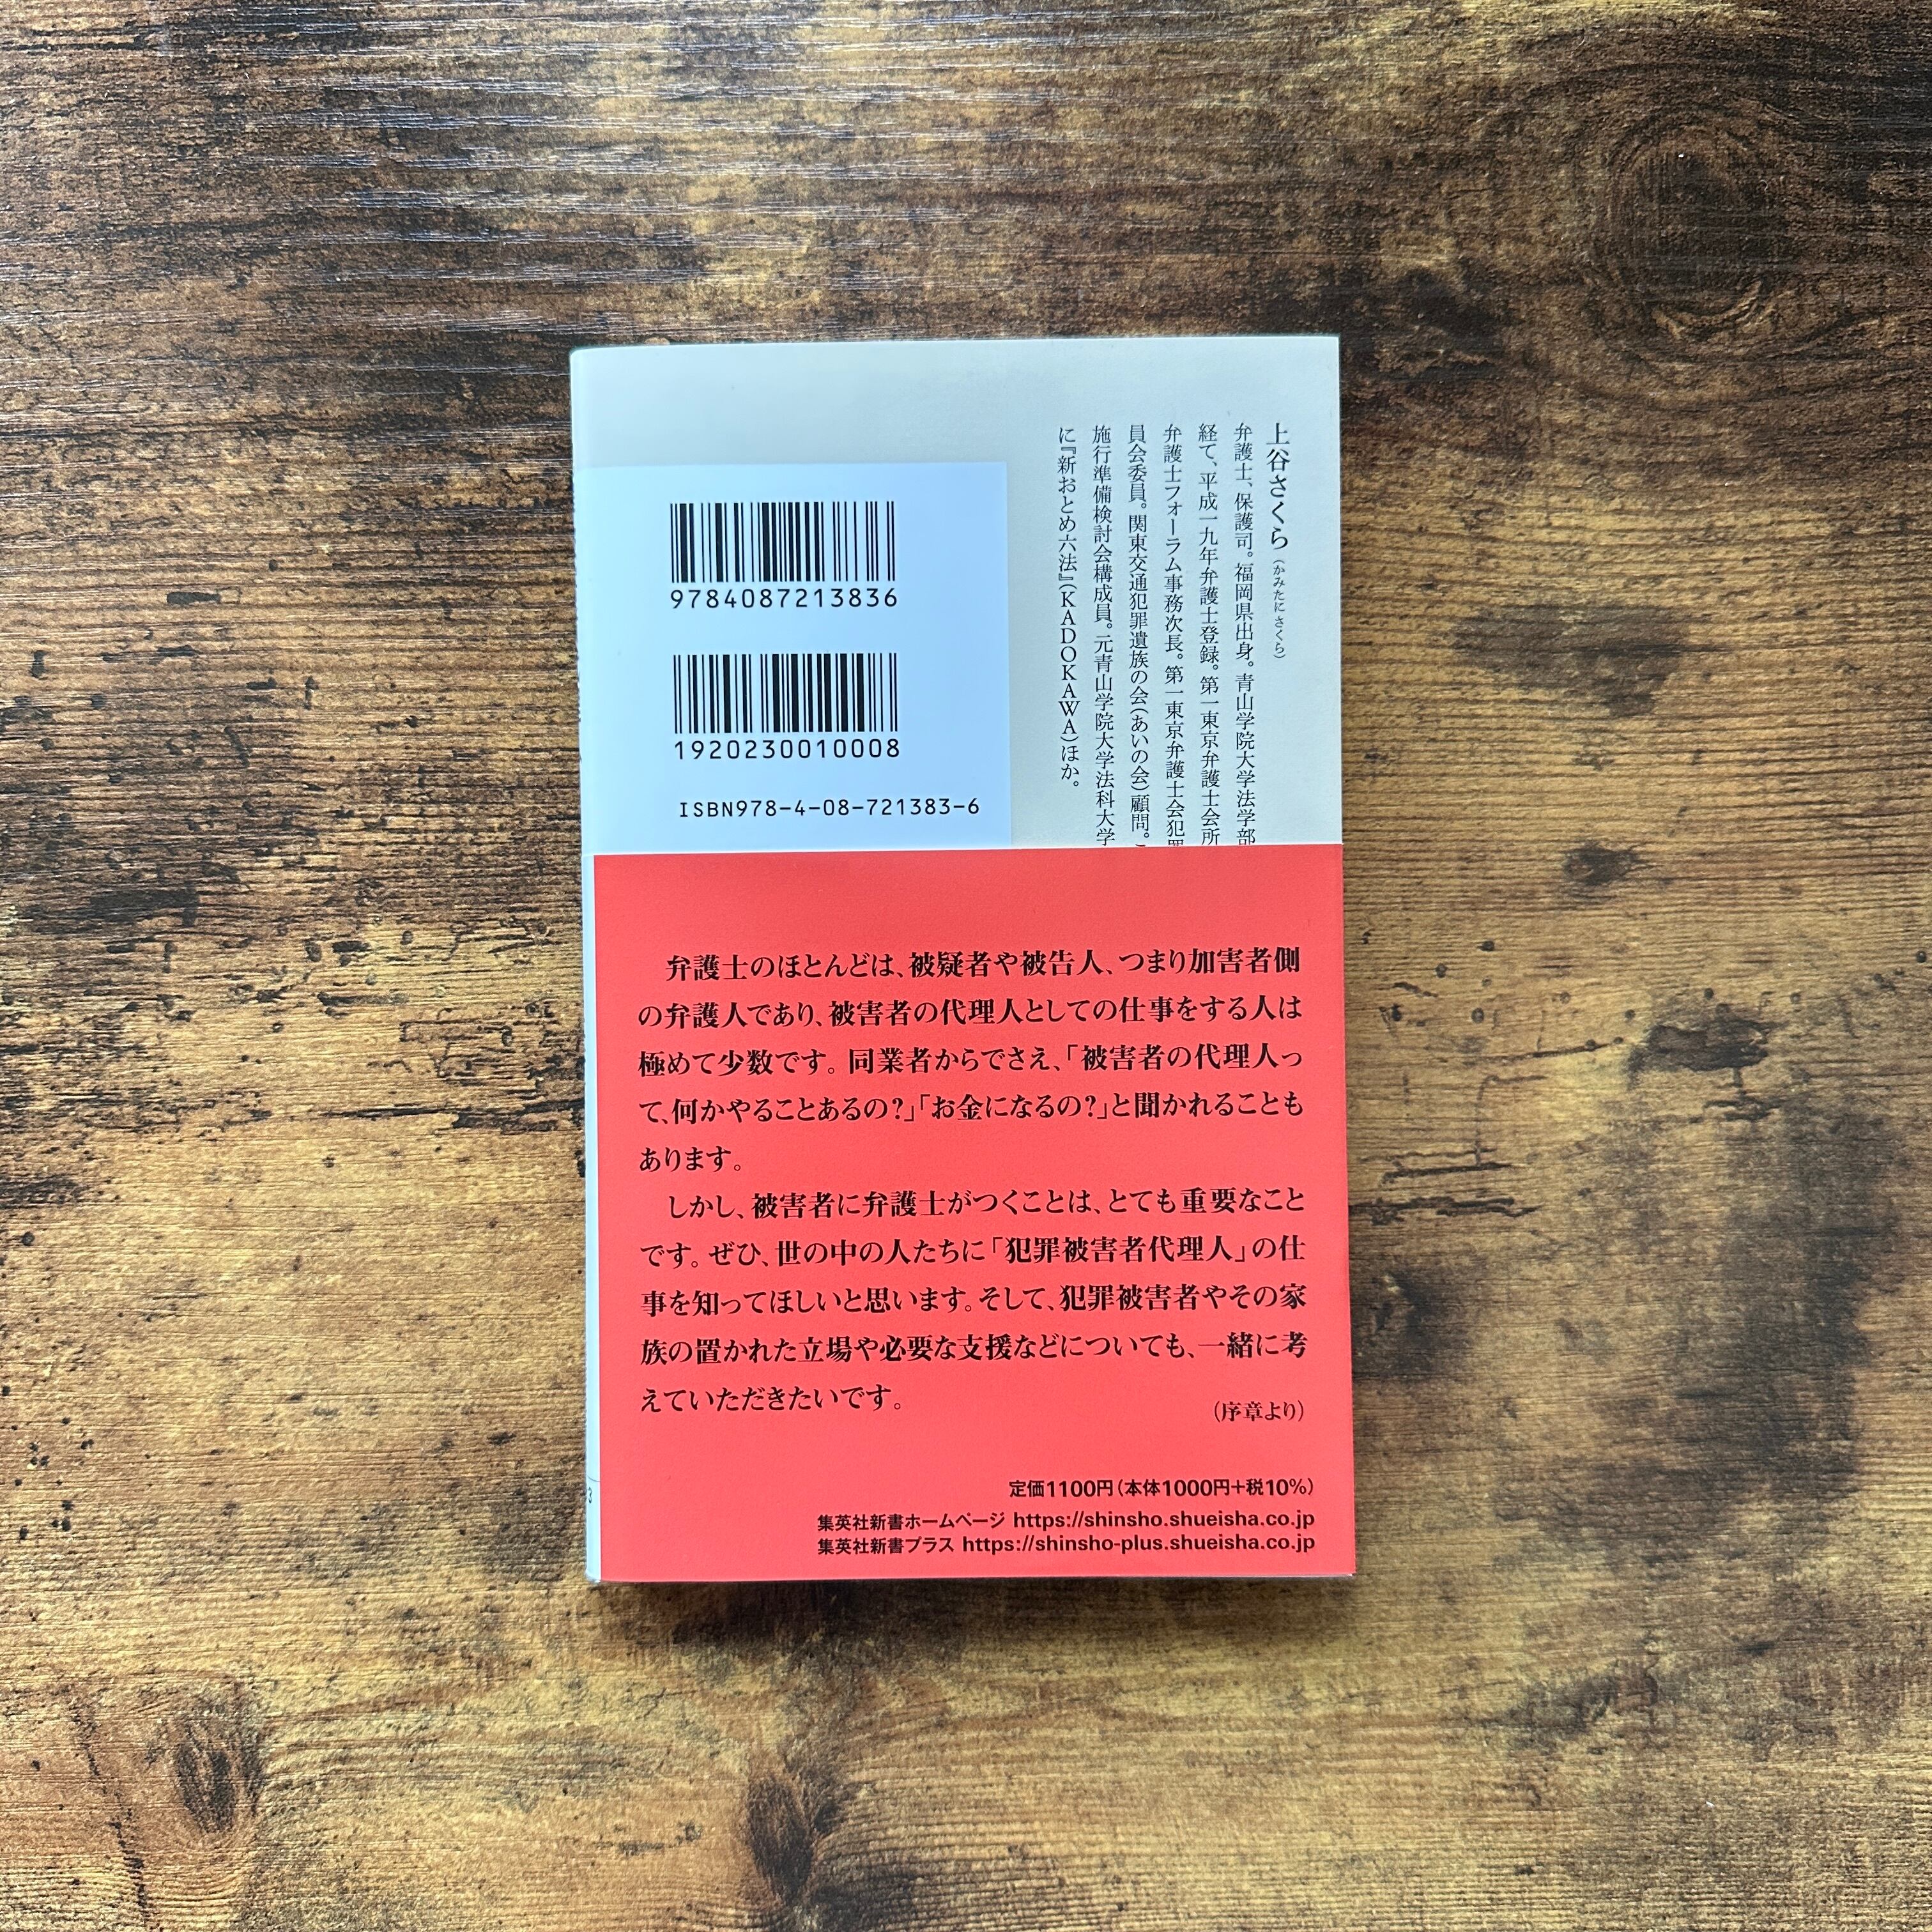 上谷さくら(かみたに さくら)
弁護士、保護司。福岡県出身。青山学院大学法学部
経て、平成一九年弁護士登録。第一東京弁護士会所
弁護士フォーラム事務次長。第一東京弁護士会犯
員会委員。関東交通犯罪遺族の会(あいの会)顧問。
施行準備検討会構成員。元青山学院大学法科大学
に『新おとめ六法』(KADOKAWA)ほか。
9784087213836
1920230010008
ISBN978-4-08-721383-6
弁護士のほとんどは、被疑者や被告人、つまり加害者側
の弁護人であり、被害者の代理人としての仕事をする人は
極めて少数です。同業者からでさえ、「被害者の代理人っ
て、何かやることあるの?」「お金になるの?」と聞かれることも
あります。
しかし、被害者に弁護士がつくことは、とても重要なこと
です。ぜひ、世の中の人たちに「犯罪被害者代理人」の仕
事を知ってほしいと思います。そして、犯罪被害者やその家
族の置かれた立場や必要な支援などについても、一緒に考
えていただきたいです。
(序章より)
定価1100円(本体1000円+税10%)
集英社新書ホームページ https://shinsho.shueisha.co.jp
集英社新書プラス https://shinsho-plus.shueisha.co.jp